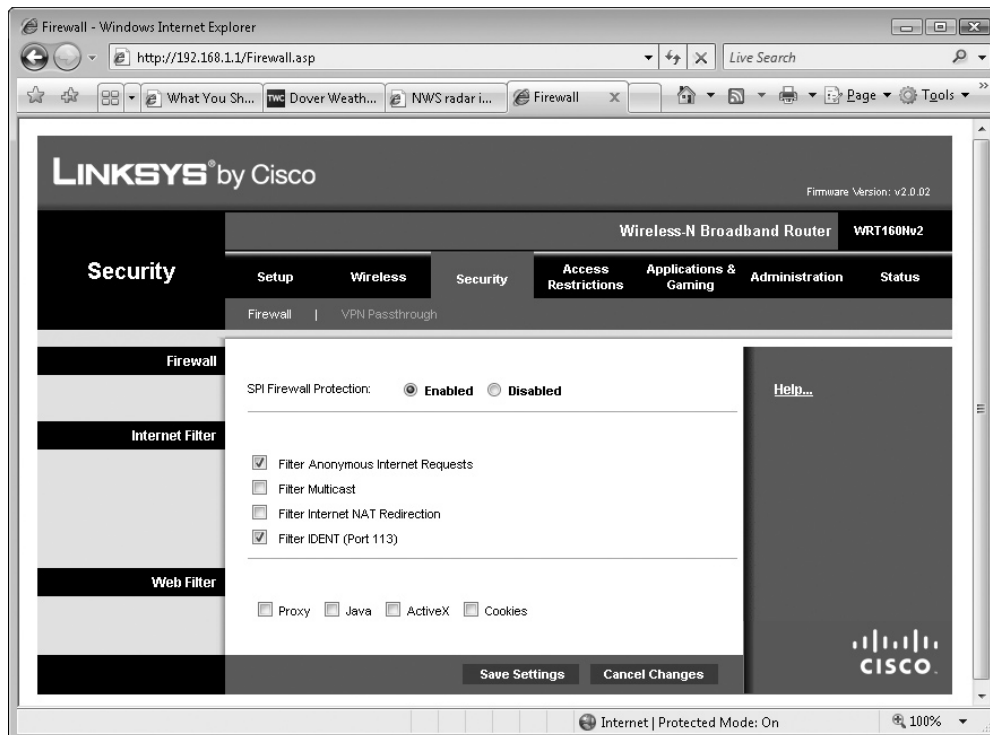 Firewall - Windows Internet Explorer
http://192.168.1.1/Firewall.asp
Live Search
What You Sh...
TWC Dover Weath...
NWS radar i...
Firewall
Page
Tools
LINKSYS® by Cisco
Firmware Version: v2.0.02
Wireless-N Broadband Router WRT160Nv2
Security
Setup Wireless Security Access Restrictions Applications & Gaming Administration Status
Firewall | VPN Passthrough
Firewall
SPI Firewall Protection: Enabled Disabled
Help...
Internet Filter
Filter Anonymous Internet Requests
Filter Multicast
Filter Internet NAT Redirection
Filter IDENT (Port 113)
Web Filter
Proxy Java ActiveX Cookies
Save Settings Cancel Changes
CISCO.
Internet | Protected Mode: On 100%